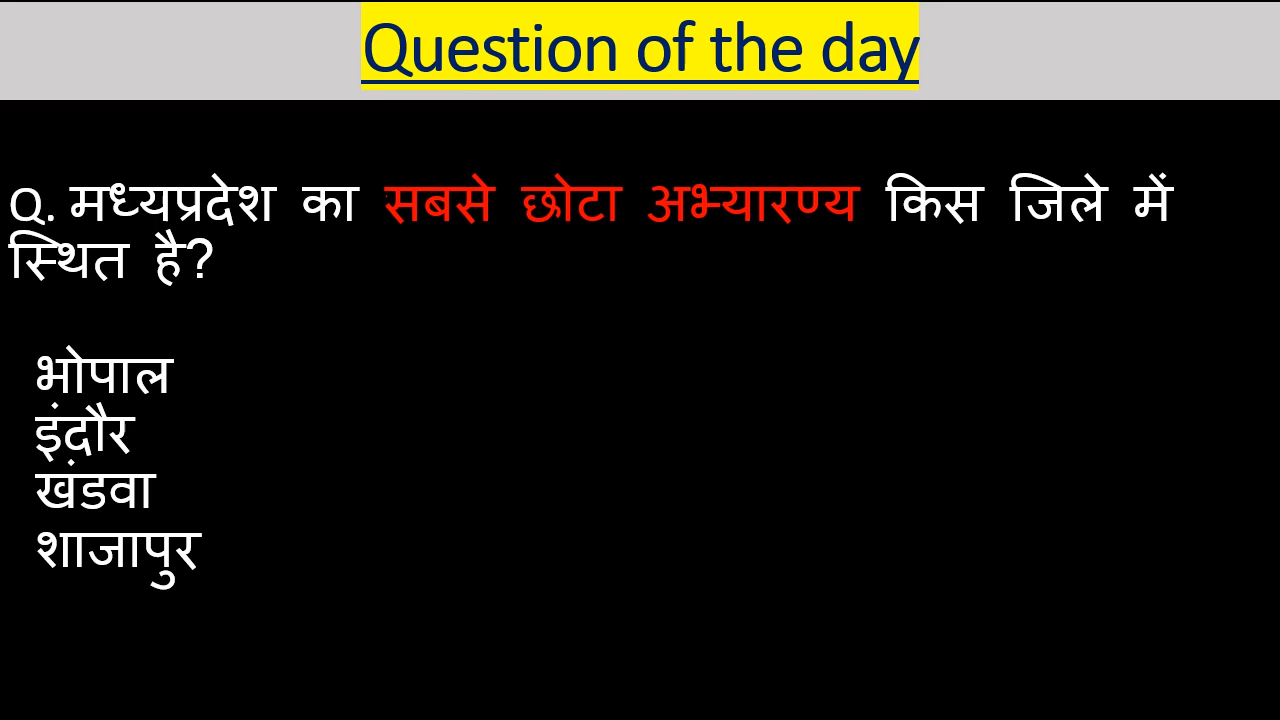 Question of the day
Q. मध्यप्रदेश का सबसे छोटा अभ्यारण्य किस जिले में
स्थित है?
भोपाल
इंदौर
खंडवा
शाजापुर